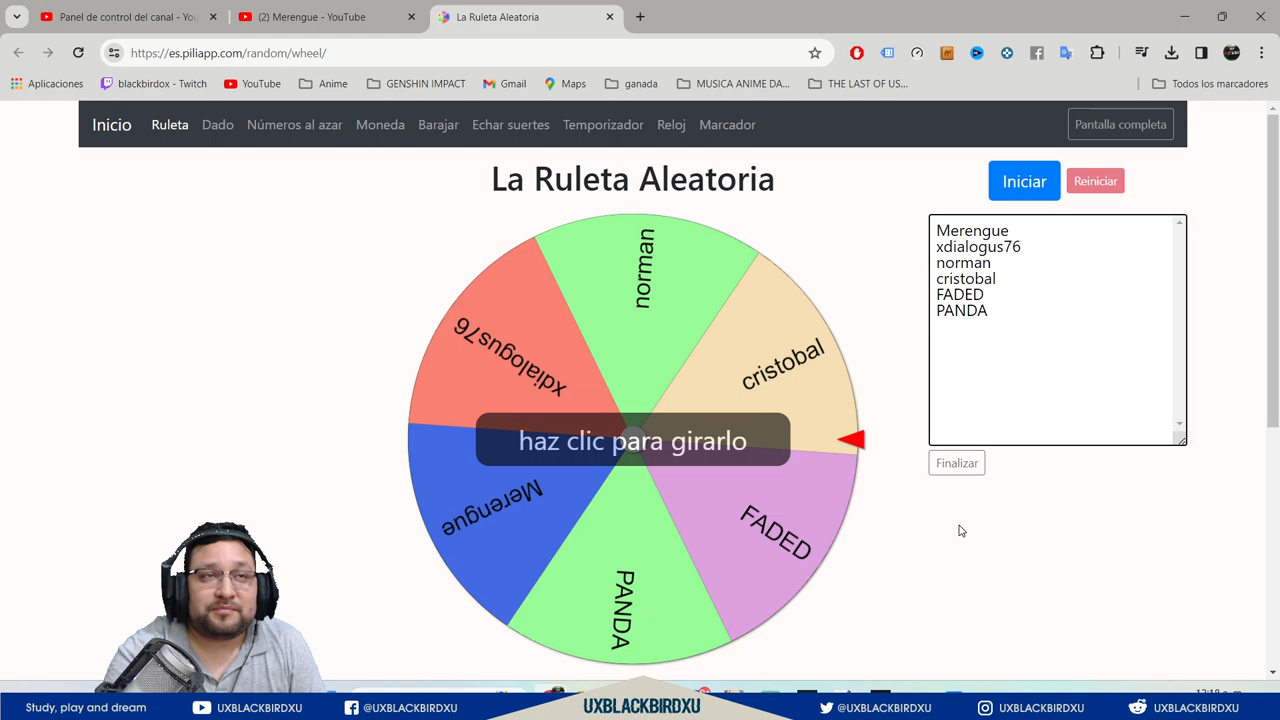 Panel de control del canal - You
(2) Merengue - YouTube
La Ruleta Aleatoria
https://es.piliapp.com/random/wheel/
Aplicaciones
blackbirdox - Twitch
YouTube
Anime
GENSHIN IMPACT
Gmail
Maps
ganada
MUSICA ANIME DA...
THE LAST OF US...
Todos los marcadores
Inicio
Ruleta
Dado
Números al azar
Moneda
Barajar
Echar suertes
Temporizador
Reloj
Marcador
Pantalla completa
La Ruleta Aleatoria
Iniciar
Reiniciar
norman
cristobal
xdialogus76
haz clic para girarlo
Merengue
FADED
PANDA
Merengue
xdialogus76
norman
cristobal
FADED
PANDA
Finalizar
Study, play and dream
UXBLACKBIRDXU
@UXBLACKBIRDXU
UXBLACKBIRDXU
@UXBLACKBIRDXU
UXBLACKBIRDXU
UXBLACKBIRDXU